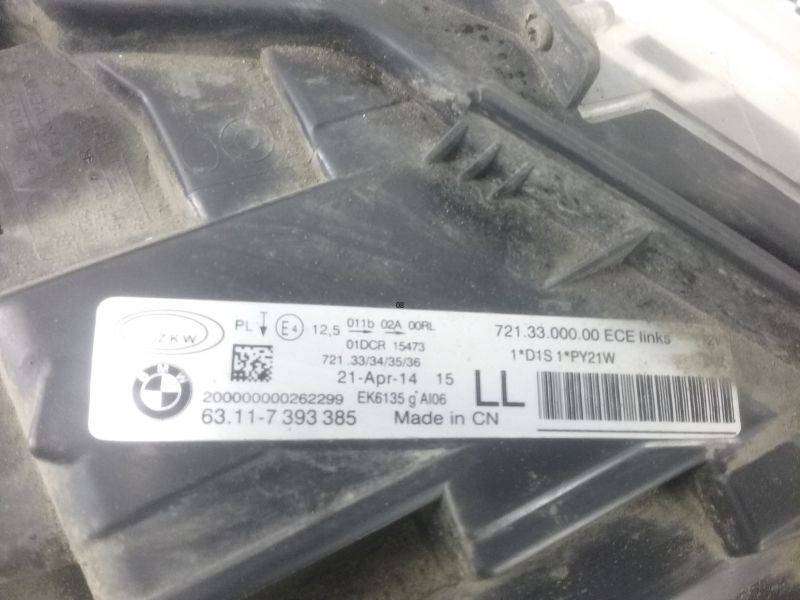 ZKW
PL E4 12,5 011b 02A 00RL
01DCR 15473
721.33/34/35/36
21-Apr-14 15
BMW
200000000262299 EK6135 g AI06
63.11-7 393 385 Made in CN
LL
721.33.000.00 ECE links
1*D1S 1*PY21W
08